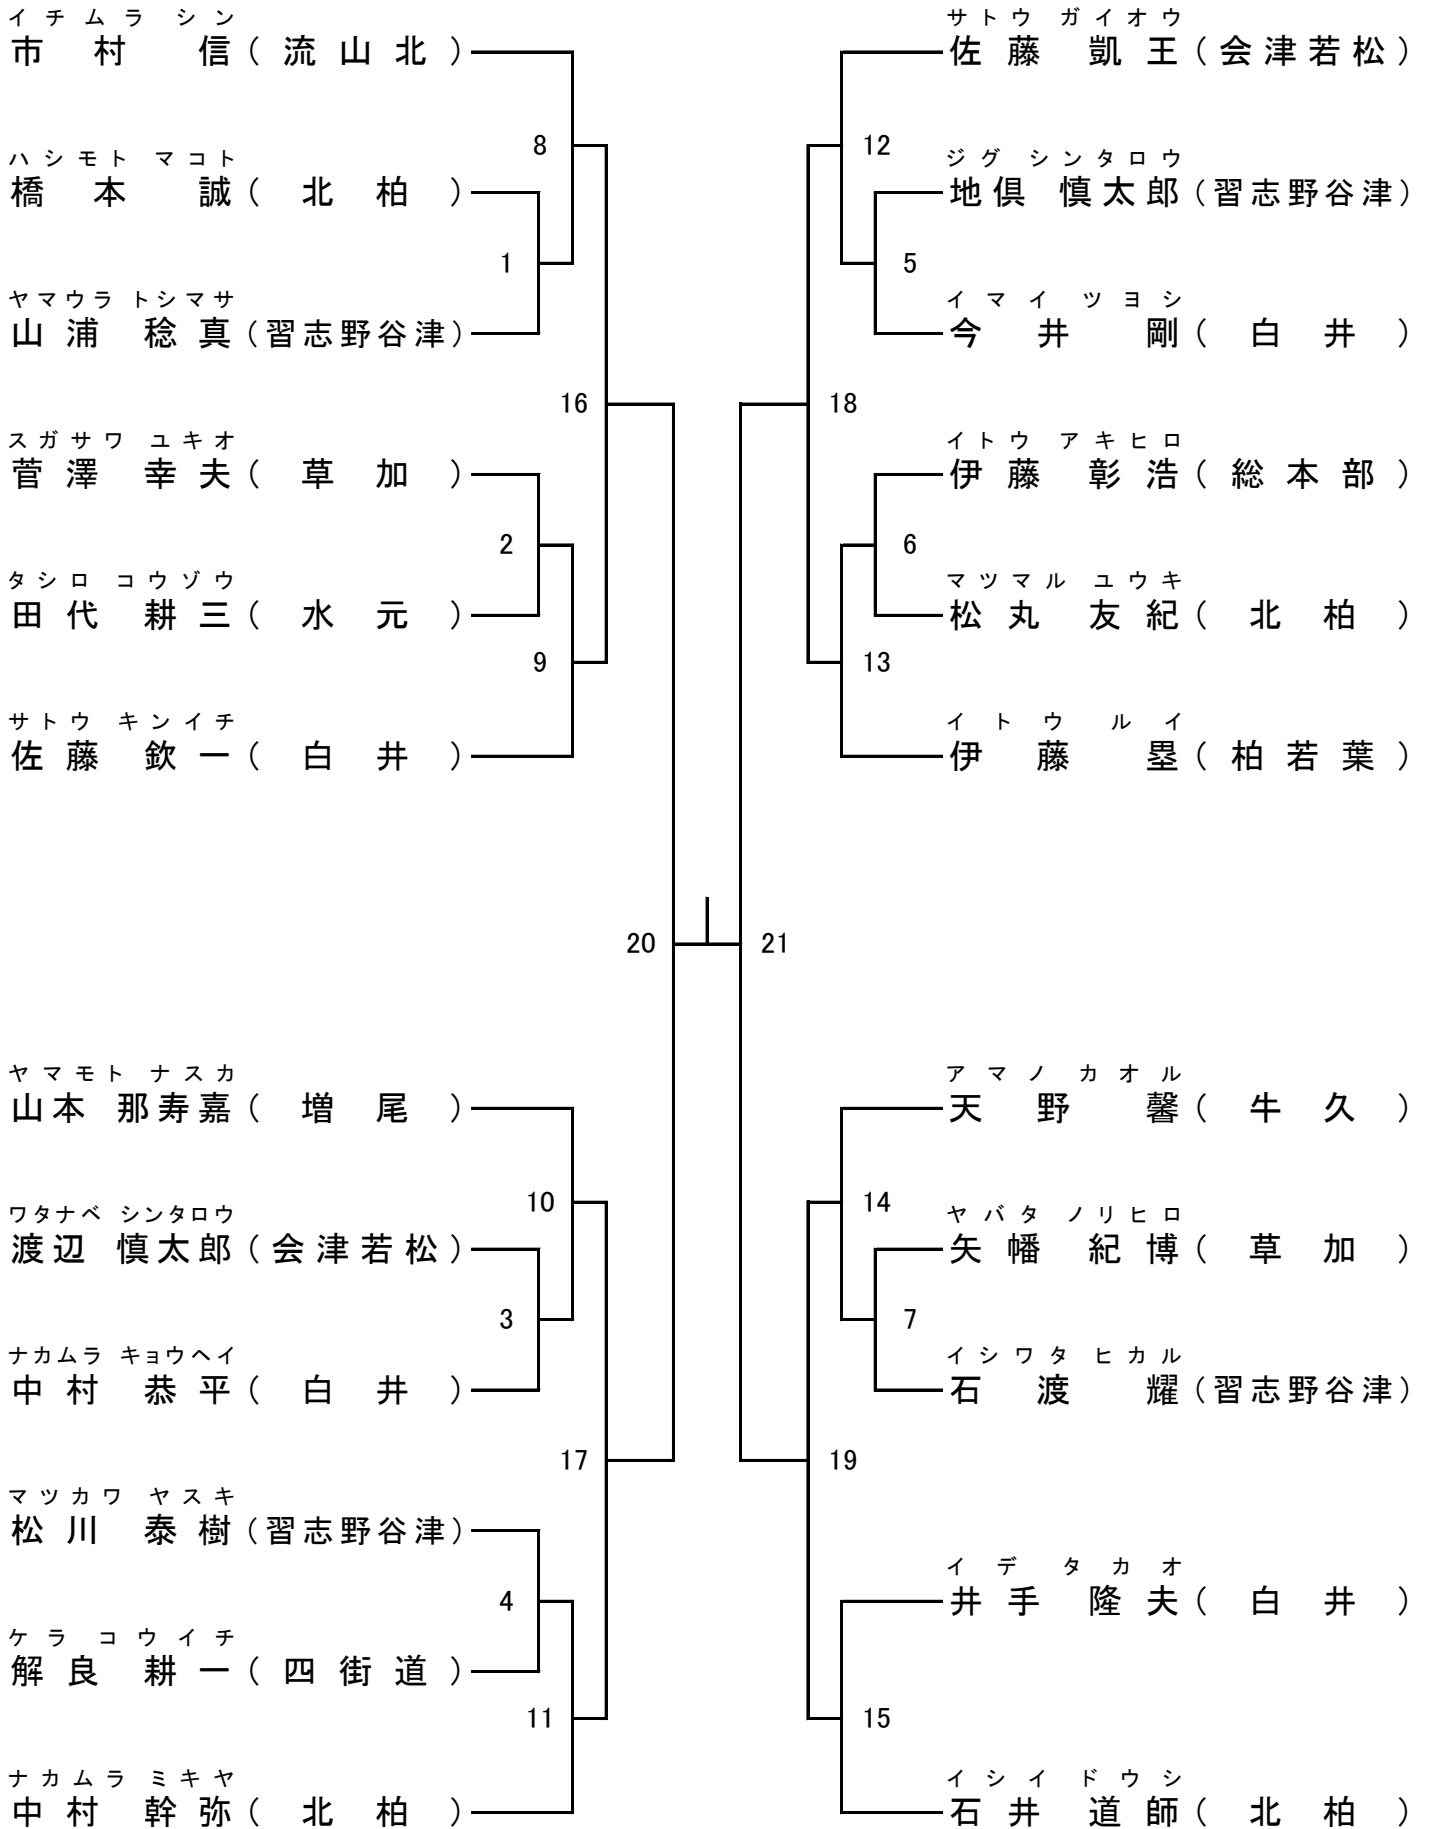 イチムラ シン
市村 信（流山北）
8
ハシモト マコト
橋本 誠（北柏）
1
ヤマウラ トシマサ
山浦 稔真（習志野谷津）
16
スガサワ ユキオ
菅澤 幸夫（草加）
2
タシロ コウゾウ
田代 耕三（水元）
9
サトウ キンイチ
佐藤 欽一（白井）
20
ヤマモト ナスカ
山本 那寿嘉（増尾）
10
ワタナベ シンタロウ
渡辺 慎太郎（会津若松）
3
ナカムラ キョウヘイ
中村 恭平（白井）
17
マツカワ ヤスキ
松川 泰樹（習志野谷津）
4
ケラ コウイチ
解良 耕一（四街道）
11
ナカムラ ミキヤ
中村 幹弥（北柏）
サトウ ガイオウ
佐藤 凱王（会津若松）
12
ジグ シンタロウ
地倶 慎太郎（習志野谷津）
5
イマイ ツヨシ
今井 剛（白井）
18
イトウ アキヒロ
伊藤 彰浩（総本部）
6
マツマル ユウキ
松丸 友紀（北柏）
13
イトウ ルイ
伊藤 塁（柏若葉）
21
アマノ カオル
天野 馨（牛久）
14
ヤバタ ノリヒロ
矢幡 紀博（草加）
7
イシワタ ヒカル
石渡 耀（習志野谷津）
19
イデ タカオ
井手 隆夫（白井）
15
イシイ ドウシ
石井 道師（北柏）